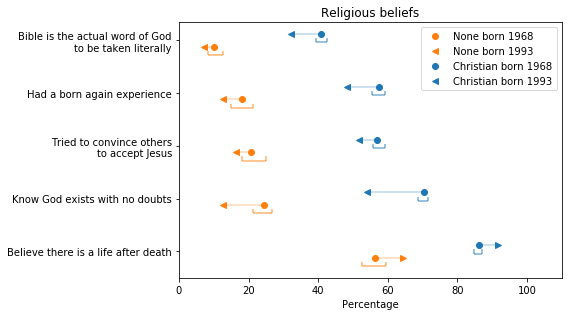 Religious beliefs
Bible is the actual word of God
to be taken literally
Had a born again experience
Tried to convince others
to accept Jesus
Know God exists with no doubts
Believe there is a life after death
None born 1968
None born 1993
Christian born 1968
Christian born 1993
0 20 40 60 80 100
Percentage